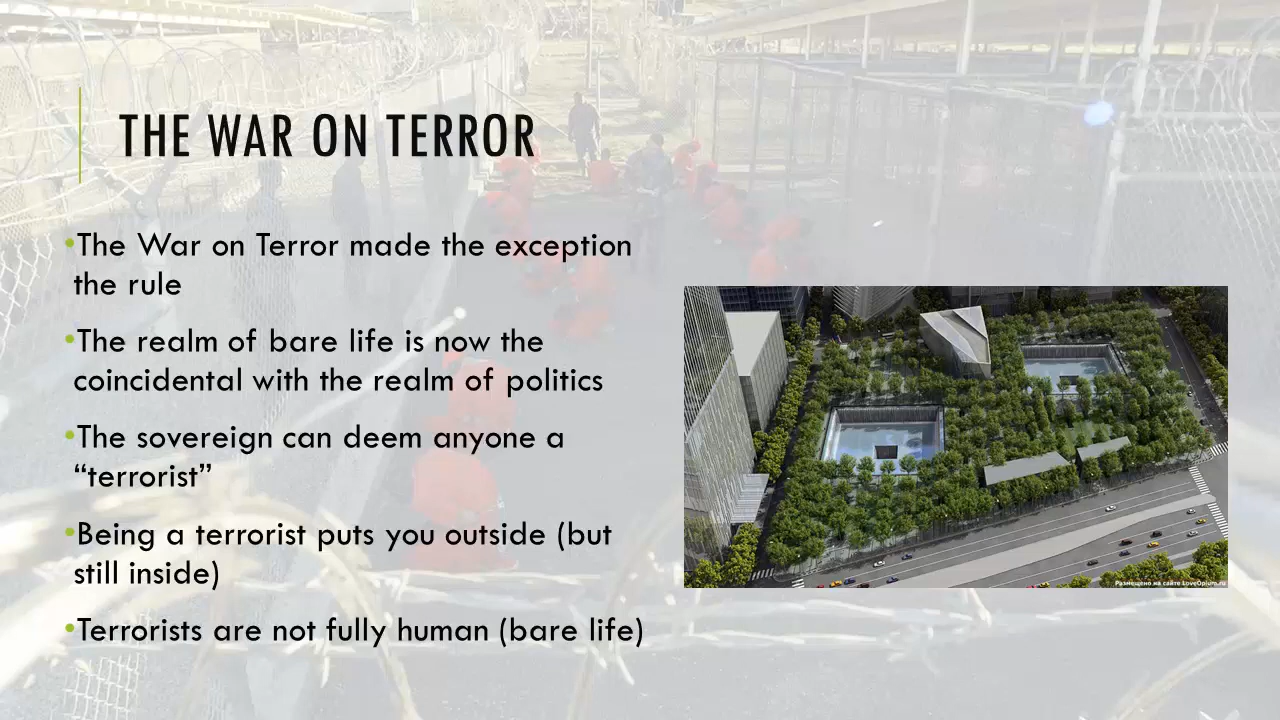 THE WAR ON TERROR
•The War on Terror made the exception
the rule
•The realm of bare life is now the
coincidental with the realm of politics
•The sovereign can deem anyone a
“terrorist”
•Being a terrorist puts you outside (but
still inside)
•Terrorists are not fully human (bare life)
Размещено на сайте LoveOpium.ru